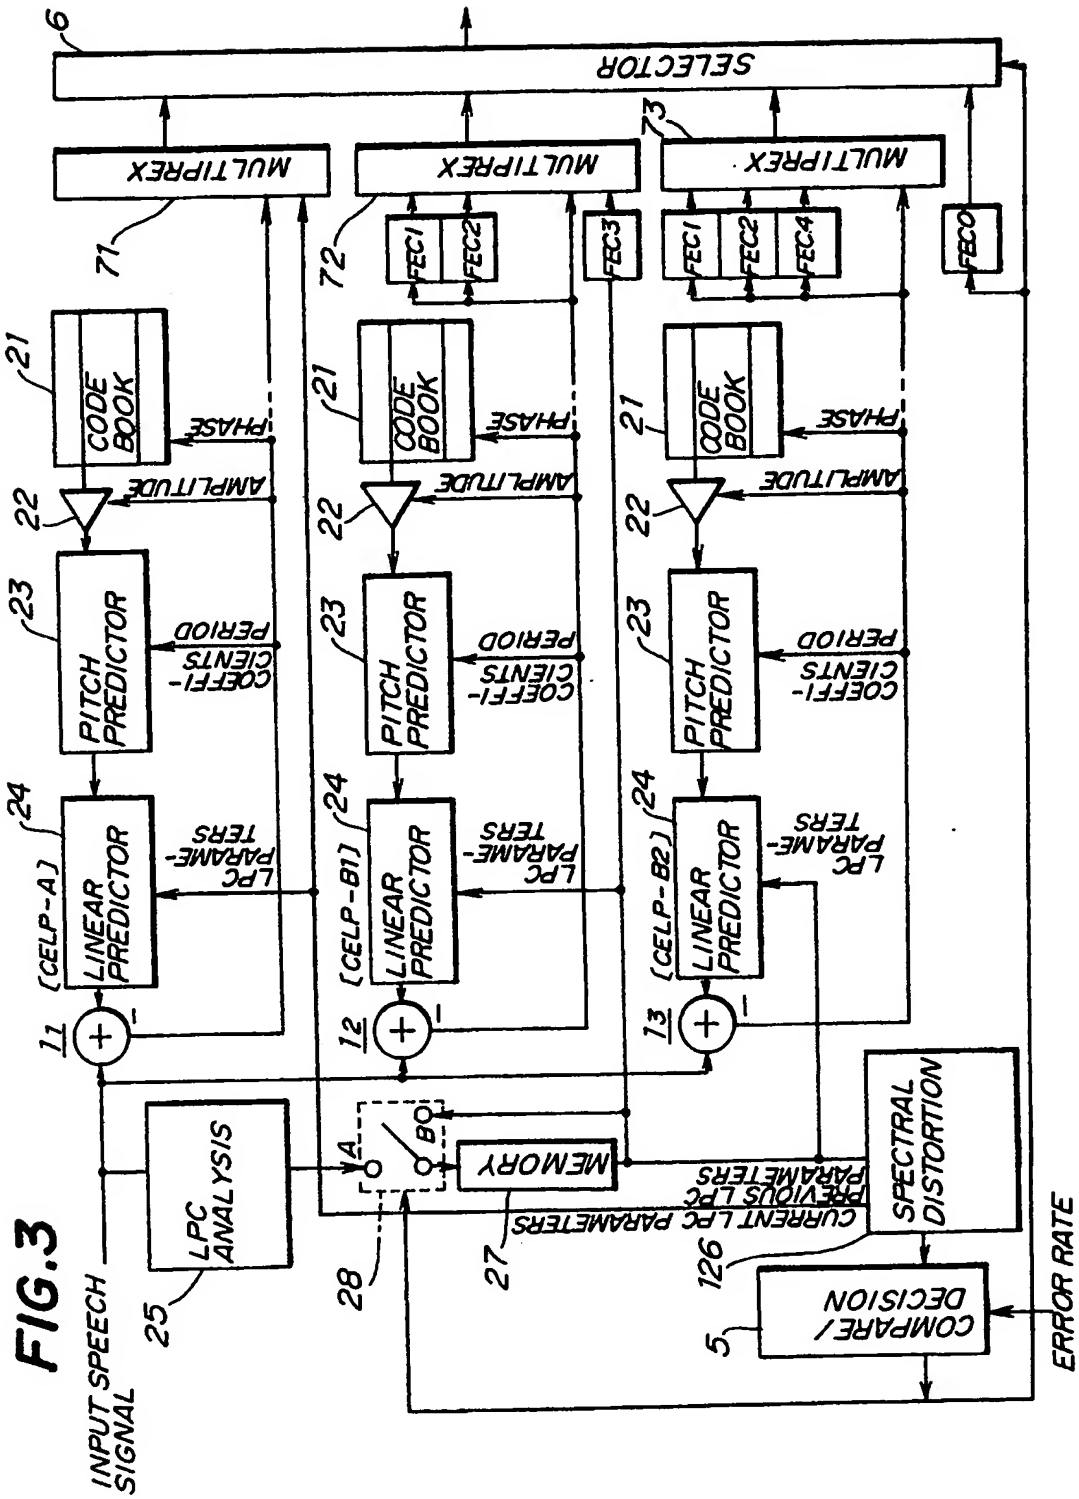 FIG.3
INPUT SPEECH
SIGNAL
25
LPC
ANALYSIS
11
[CELP-A]
24
LINEAR
PREDICTOR
LPC
PARAME-
TERS
23
PITCH
PREDICTOR
COEFFI-
CIENTS
PERIOD
22
AMPLITUDE
21
CODE
BOOK
PHASE
71
MULTIPREX
6
SELECTOR
28
A
B
27
MEMORY
12
[CELP-B1]
24
LINEAR
PREDICTOR
LPC
PARAME-
TERS
23
PITCH
PREDICTOR
COEFFI-
CIENTS
PERIOD
22
AMPLITUDE
21
CODE
BOOK
PHASE
72
FEC1
FEC2
FEC3
MULTIPREX
CURRENT LPC PARAMETERS
PREVIOUS LPC
PARAMETERS
13
[CELP-B2]
24
LINEAR
PREDICTOR
LPC
PARAME-
TERS
23
PITCH
PREDICTOR
COEFFI-
CIENTS
PERIOD
22
AMPLITUDE
21
CODE
BOOK
PHASE
73
FEC1
FEC2
FEC4
MULTIPREX
FEC0
126
SPECTRAL
DISTORTION
5
COMPARE/
DECISION
ERROR RATE